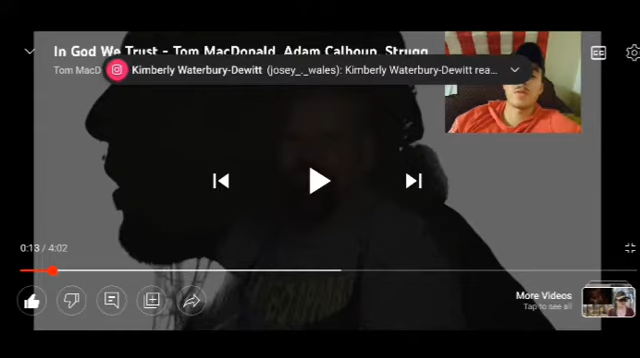 In God We Trust - Tom MacDonald, Adam Calhoun, Strugg
Tom MacD
Kimberly Waterbury-Dewitt (josey_._wales): Kimberly Waterbury-Dewitt rea...
CC
0:13 / 4:02
More Videos
Tap to see all